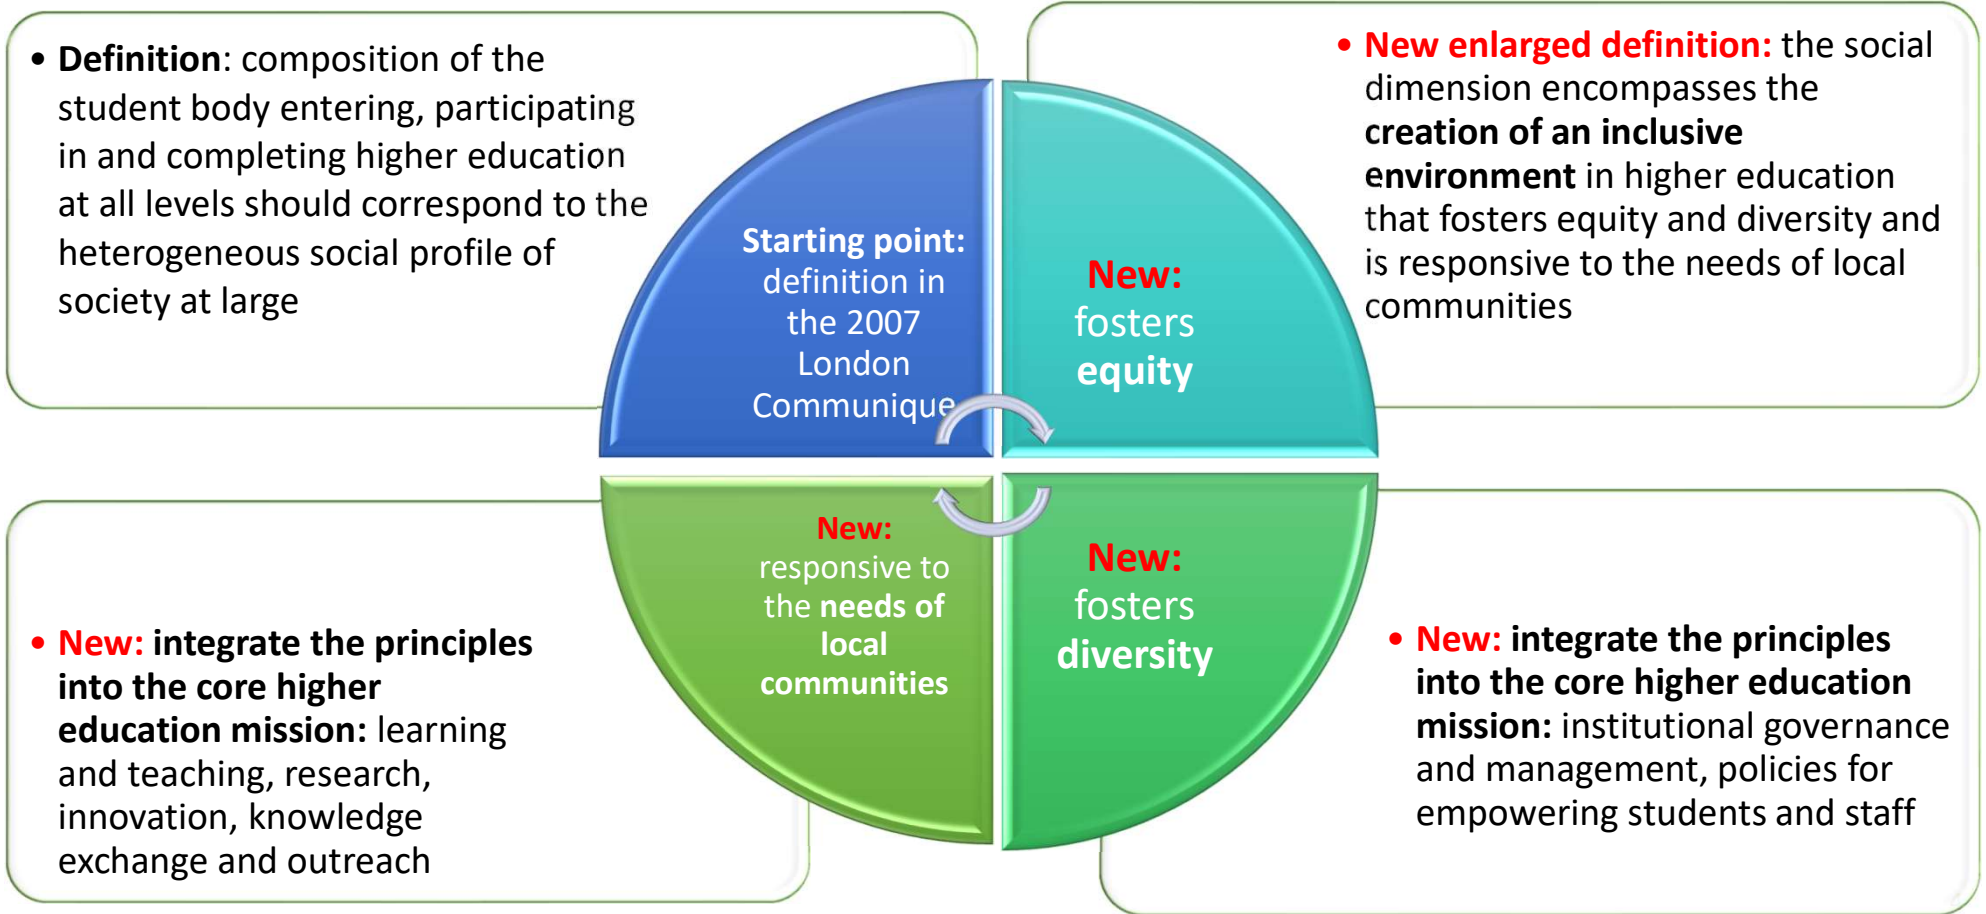 • Definition: composition of the
student body entering, participating
in and completing higher education
at all levels should correspond to the
heterogeneous social profile of
society at large
Starting point:
definition in
the 2007
London
Communique
New:
fosters
equity
• New enlarged definition: the social
dimension encompasses the
creation of an inclusive
environment in higher education
that fosters equity and diversity and
is responsive to the needs of local
communities
• New: integrate the principles
into the core higher
education mission: learning
and teaching, research,
innovation, knowledge
exchange and outreach
New:
responsive to
the needs of
local
communities
New:
fosters
diversity
• New: integrate the principles
into the core higher education
mission: institutional governance
and management, policies for
empowering students and staff